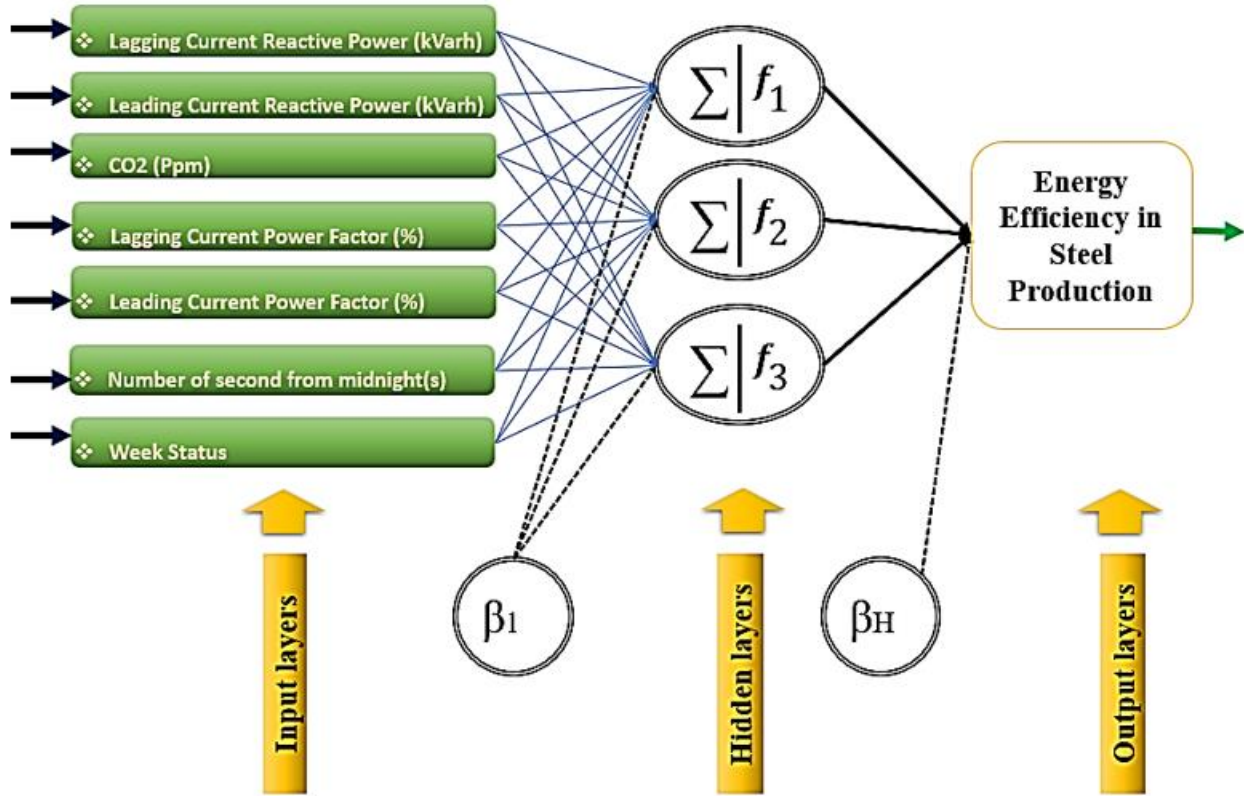 ❖ Lagging Current Reactive Power (kVarh)
❖ Leading Current Reactive Power (kVarh)
❖ CO2 (Ppm)
❖ Lagging Current Power Factor (%)
❖ Leading Current Power Factor (%)
❖ Number of second from midnight(s)
❖ Week Status
∑ | f1
∑ | f2
∑ | f3
Energy
Efficiency in
Steel
Production
β1
βH
Input layers
Hidden layers
Output layers